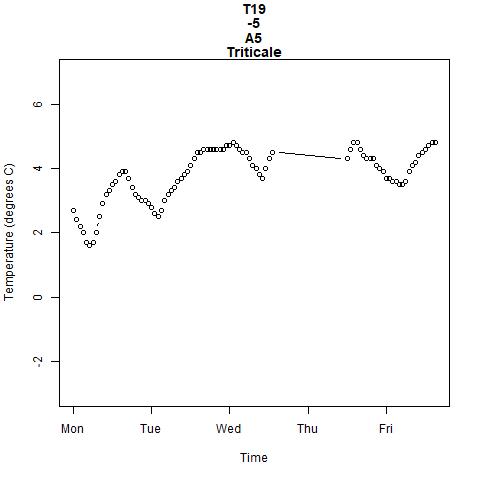 T19
-5
A5
Triticale
Temperature (degrees C)
6
4
2
0
-2
Mon Tue Wed Thu Fri
Time